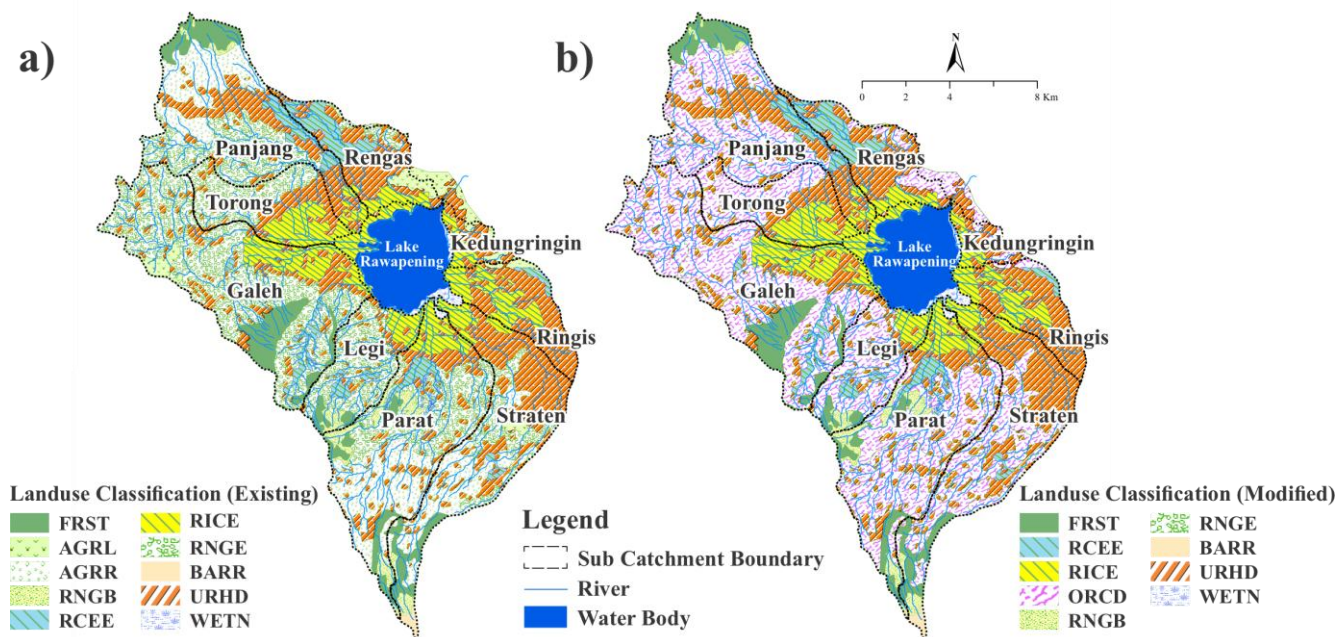 a)
Panjang
Rengas
Torong
Lake
Rawapening
Kedungringin
Galeh
Legi
Ringis
Parat
Straten
Landuse Classification (Existing)
FRST
AGRL
AGRR
RNGB
RCEE
RICE
RNGE
BARR
URHD
WETN
Legend
Sub Catchment Boundary
River
Water Body
b)
N
0 2 4 8 Km
Panjang
Rengas
Torong
Lake
Rawapening
Kedungringin
Galeh
Legi
Ringis
Parat
Straten
Landuse Classification (Modified)
FRST
RCEE
RICE
ORCD
RNGB
RNGE
BARR
URHD
WETN